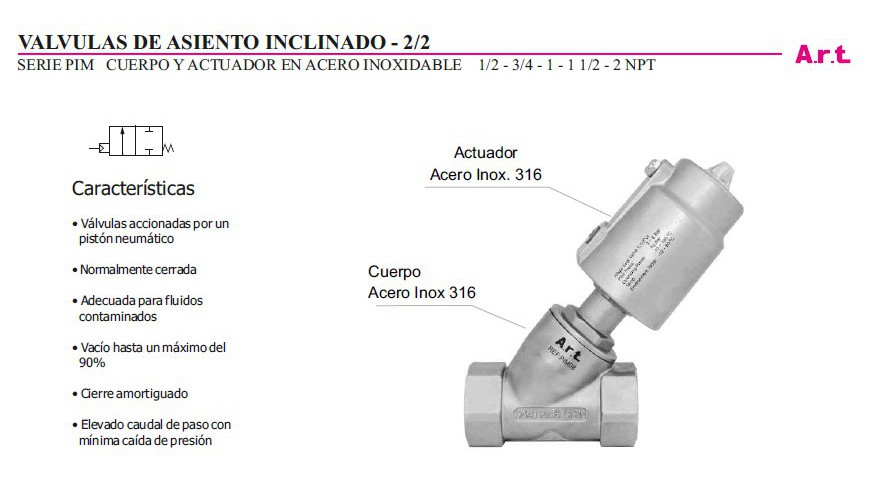 VALVULAS DE ASIENTO INCLINADO - 2/2
SERIE PIM CUERPO Y ACTUADOR EN ACERO INOXIDABLE 1/2 - 3/4 - 1 - 1 1/2 - 2 NPT
A.r.t.
Características
• Válvulas accionadas por un
pistón neumático
• Normalmente cerrada
• Adecuada para fluidos
contaminados
• Vacío hasta un máximo del
90%
• Cierre amortiguado
• Elevado caudal de paso con
mínima caída de presión
Actuador
Acero Inox. 316
Cuerpo
Acero Inox 316
A.r.t.
REF:PIM08